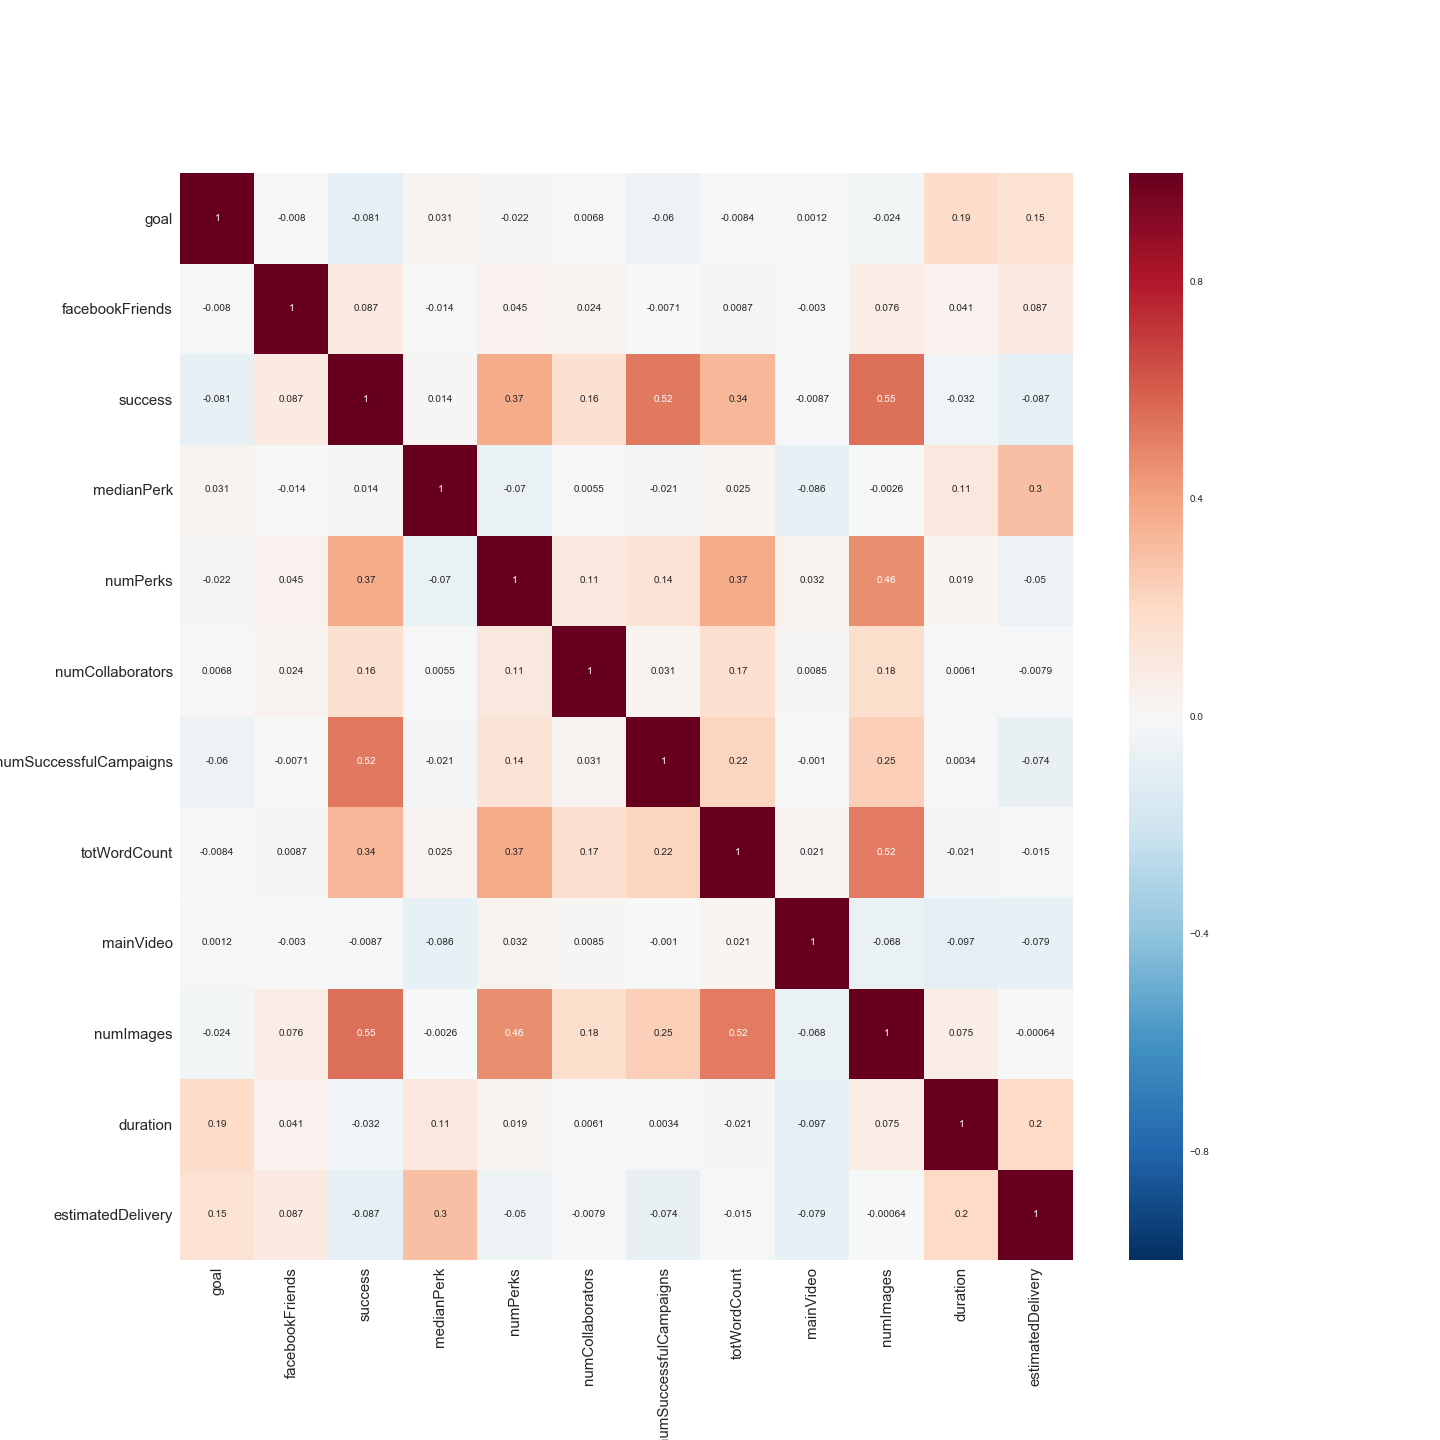 goal 1 -0.008 -0.081 0.031 -0.022 0.0068 -0.06 -0.0084 0.0012 -0.024 0.19 0.15
0.8
facebookFriends -0.008 1 0.087 -0.014 0.045 0.024 -0.0071 0.0087 -0.003 0.076 0.041 0.087
success -0.081 0.087 1 0.014 0.37 0.16 0.52 0.34 -0.0087 0.55 -0.032 -0.087
medianPerk 0.031 -0.014 0.014 1 -0.07 0.0055 -0.021 0.025 -0.086 -0.0026 0.11 0.3
0.4
numPerks -0.022 0.045 0.37 -0.07 1 0.11 0.14 0.37 0.032 0.46 0.019 -0.05
numCollaborators 0.0068 0.024 0.16 0.0055 0.11 1 0.031 0.17 0.0085 0.18 0.0061 -0.0079
0.0
numSuccessfulCampaigns -0.06 -0.0071 0.52 -0.021 0.14 0.031 1 0.22 -0.001 0.25 0.0034 -0.074
totWordCount -0.0084 0.0087 0.34 0.025 0.37 0.17 0.22 1 0.021 0.52 -0.021 -0.015
−0.4
mainVideo 0.0012 -0.003 -0.0087 -0.086 0.032 0.0085 -0.001 0.021 1 -0.068 -0.097 -0.079
numImages -0.024 0.076 0.55 -0.0026 0.46 0.18 0.25 0.52 -0.068 1 0.075 -0.00064
duration 0.19 0.041 -0.032 0.11 0.019 0.0061 0.0034 -0.021 -0.097 0.075 1 0.2
−0.8
estimatedDelivery 0.15 0.087 -0.087 0.3 -0.05 -0.0079 -0.074 -0.015 -0.079 -0.00064 0.2 1
goal
facebookFriends
success
medianPerk
numPerks
numCollaborators
numSuccessfulCampaigns
totWordCount
mainVideo
numImages
duration
estimatedDelivery